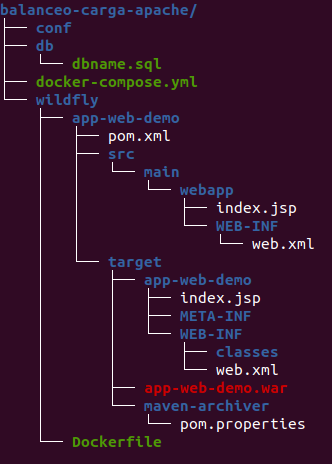 balanceo-carga-apache/
├── conf
├── db
│   └── dbname.sql
├── docker-compose.yml
└── wildfly
    ├── app-web-demo
    │   ├── pom.xml
    │   ├── src
    │   │   └── main
    │   │       └── webapp
    │   │           ├── index.jsp
    │   │           └── WEB-INF
    │   │               └── web.xml
    │   └── target
    │       ├── app-web-demo
    │       │   ├── index.jsp
    │       │   ├── META-INF
    │       │   └── WEB-INF
    │       │       ├── classes
    │       │       └── web.xml
    │       ├── app-web-demo.war
    │       └── maven-archiver
    │           └── pom.properties
    └── Dockerfile